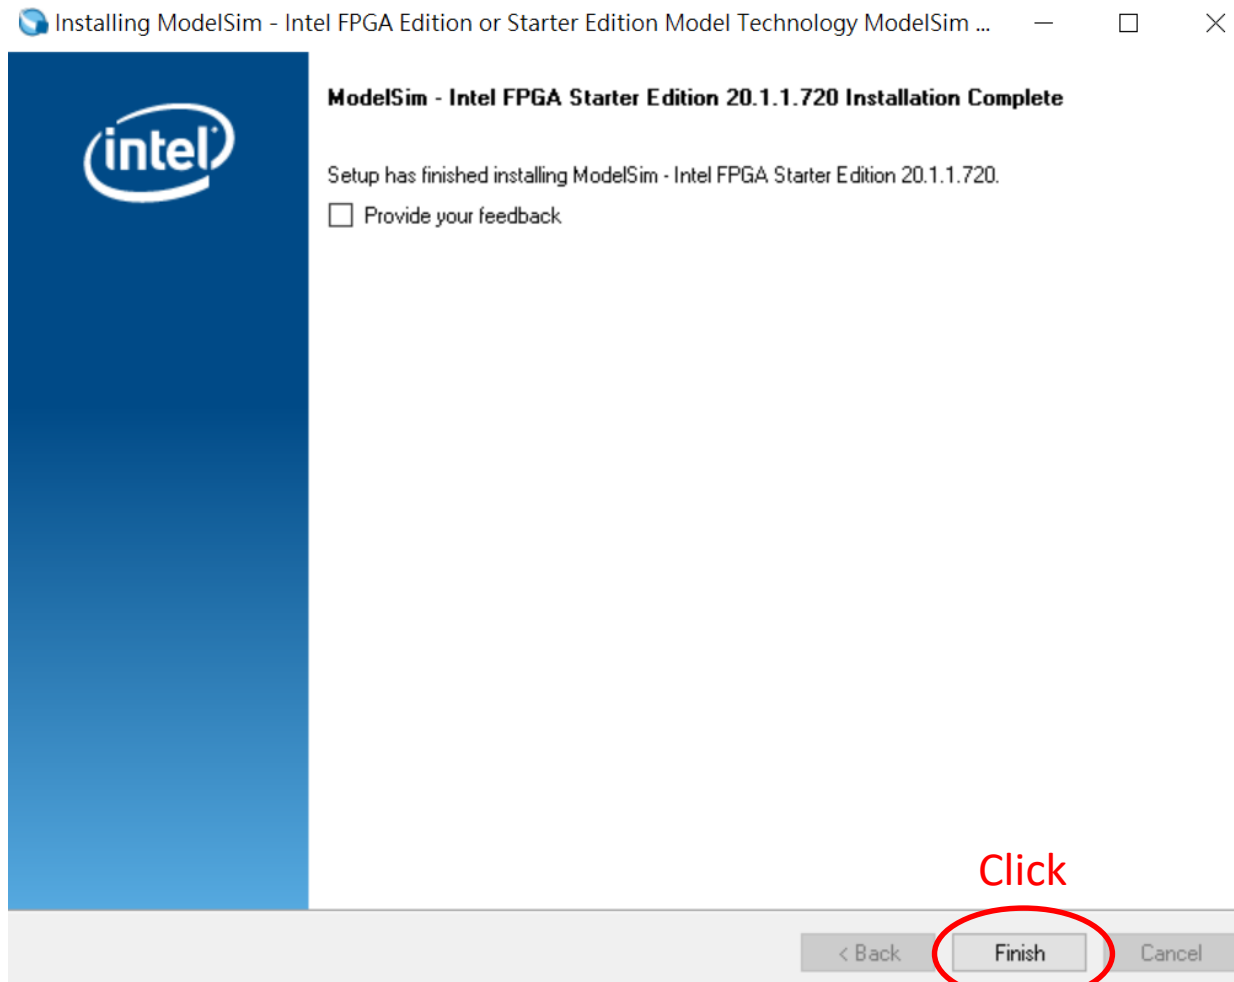 Installing ModelSim - Intel FPGA Edition or Starter Edition Model Technology ModelSim ...
intel
ModelSim - Intel FPGA Starter Edition 20.1.1.720 Installation Complete
Setup has finished installing ModelSim - Intel FPGA Starter Edition 20.1.1.720.
Provide your feedback
Click
< Back Finish Cancel